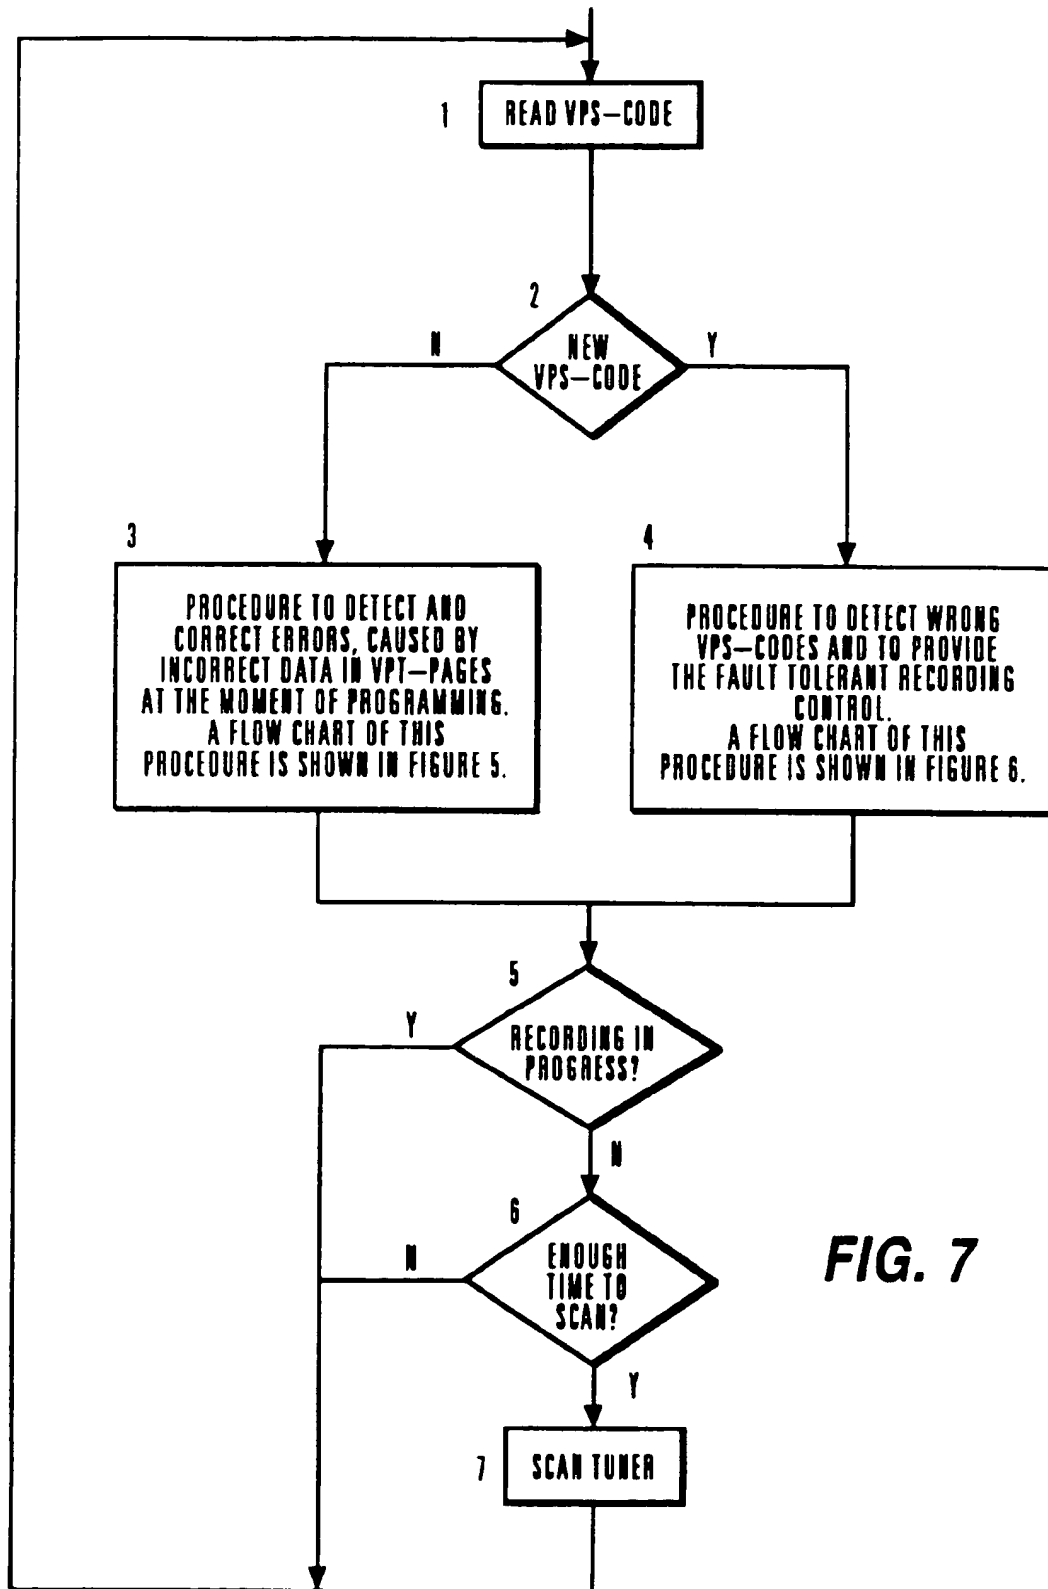 1
READ VPS-CODE
2
NEW
VPS-CODE
N
Y
3
PROCEDURE TO DETECT AND
CORRECT ERRORS, CAUSED BY
INCORRECT DATA IN VPT-PAGES
AT THE MOMENT OF PROGRAMMING.
A FLOW CHART OF THIS
PROCEDURE IS SHOWN IN FIGURE 5.
4
PROCEDURE TO DETECT WRONG
VPS-CODES AND TO PROVIDE
THE FAULT TOLERANT RECORDING
CONTROL.
A FLOW CHART OF THIS
PROCEDURE IS SHOWN IN FIGURE 6.
5
Y
RECORDING IN
PROGRESS?
N
6
N
ENOUGH
TIME TO
SCAN?
FIG. 7
Y
7
SCAN TUNER